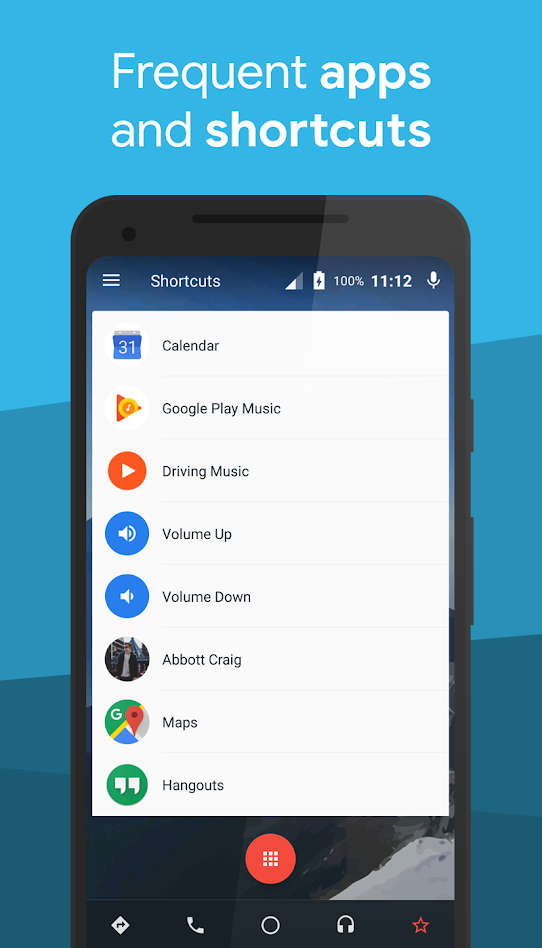 Frequent apps
and shortcuts
Shortcuts 100% 11:12
31 Calendar
Google Play Music
Driving Music
Volume Up
Volume Down
Abbott Craig
G Maps
Hangouts